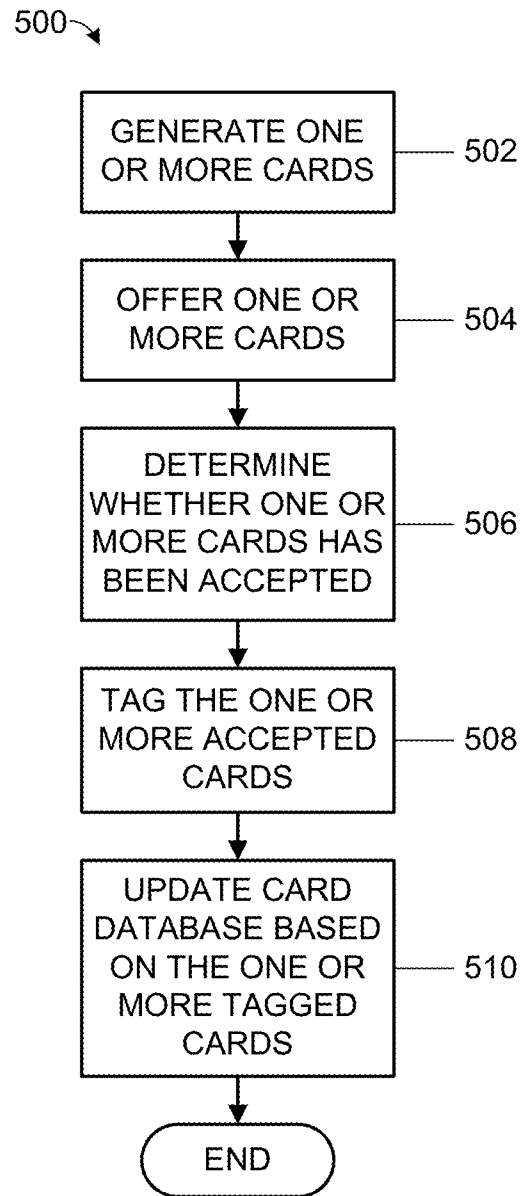 500
GENERATE ONE
OR MORE CARDS
502
OFFER ONE OR
MORE CARDS
504
DETERMINE
WHETHER ONE OR
MORE CARDS HAS
BEEN ACCEPTED
506
TAG THE ONE OR
MORE ACCEPTED
CARDS
508
UPDATE CARD
DATABASE BASED
ON THE ONE OR
MORE TAGGED
CARDS
510
END